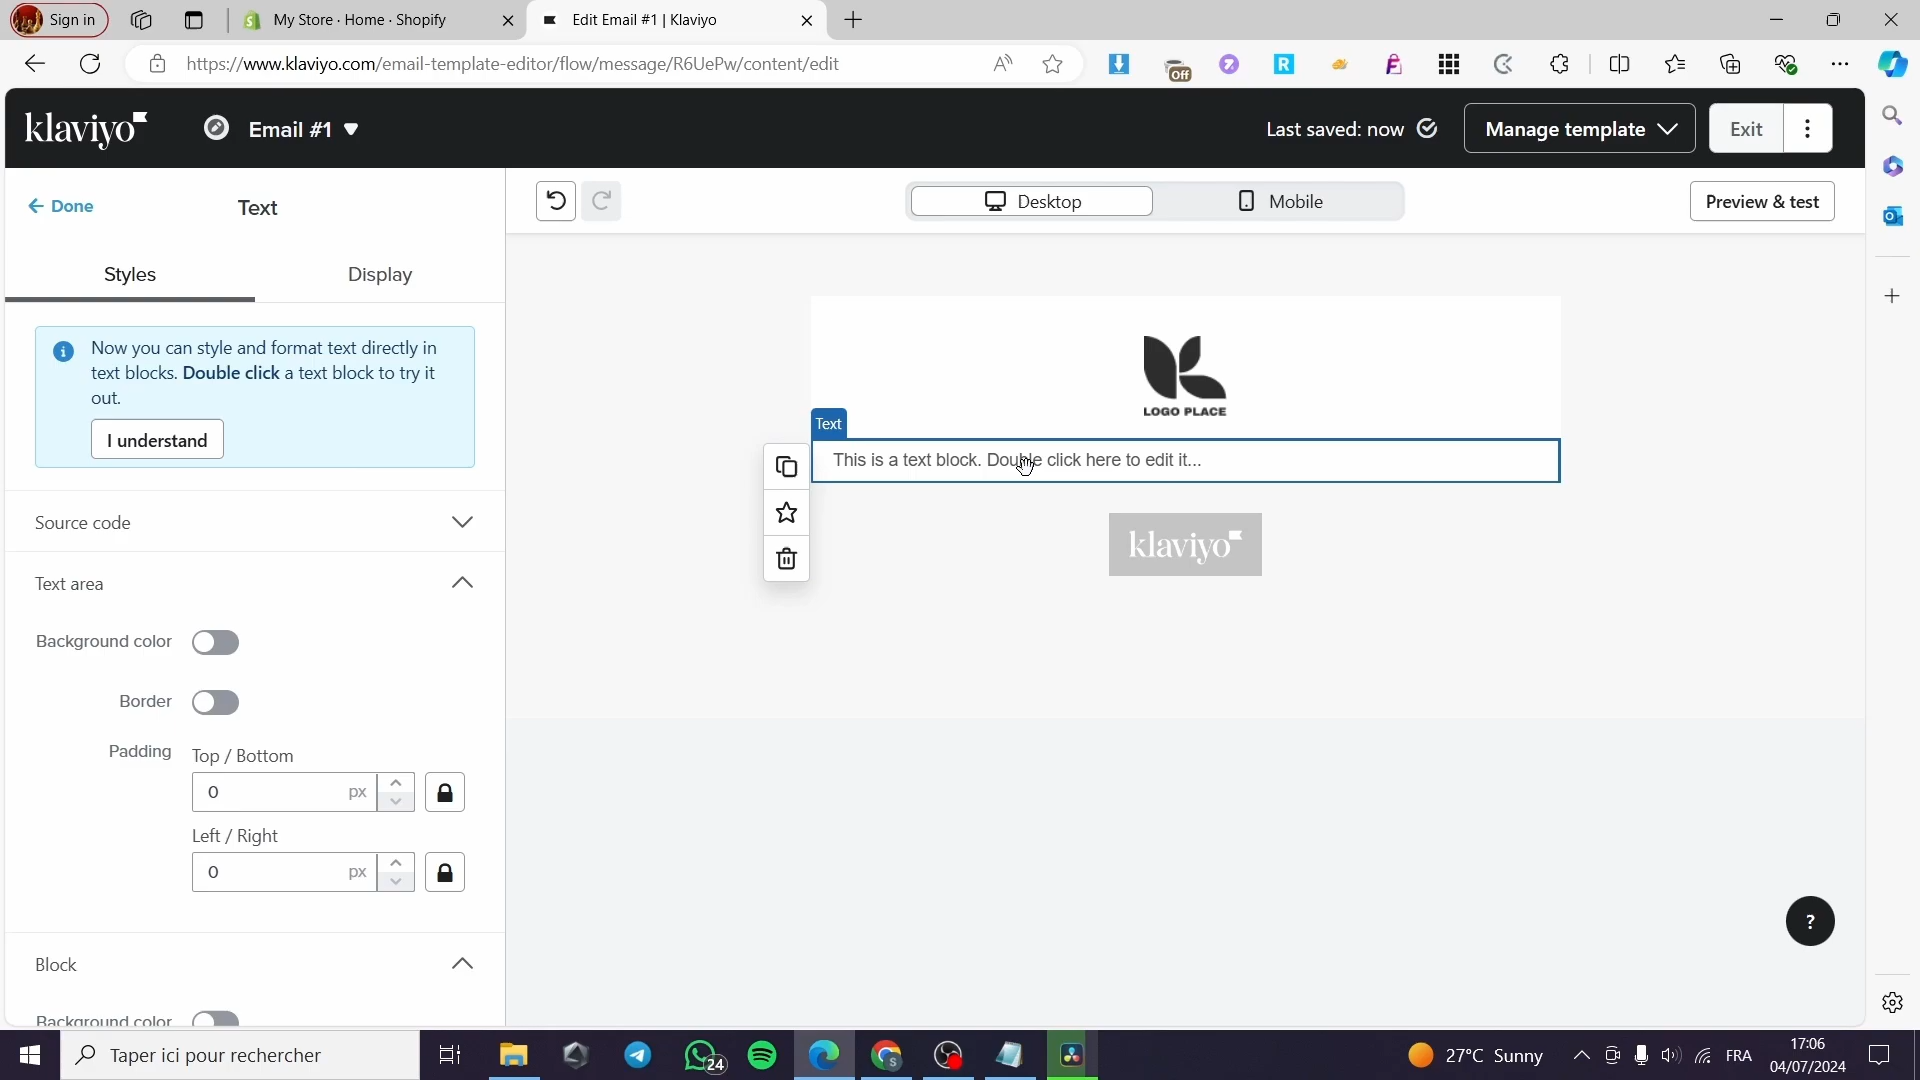 Sign in
My Store · Home · Shopify
Edit Email #1 | Klaviyo
https://www.klaviyo.com/email-template-editor/flow/message/R6UePw/content/edit
Off
klaviyo
Email #1
Last saved: now
Manage template
Exit
Done
Text
Desktop
Mobile
Preview & test
Styles
Display
Now you can style and format text directly in
text blocks. Double click a text block to try it
out.
I understand
LOGO PLACE
Text
This is a text block. Double click here to edit it...
klaviyo
Source code
Text area
Background color
Border
Padding
Top / Bottom
0 px
Left / Right
0 px
?
Block
Background color
Taper ici pour rechercher
24
27°C Sunny
FRA
17:06
04/07/2024